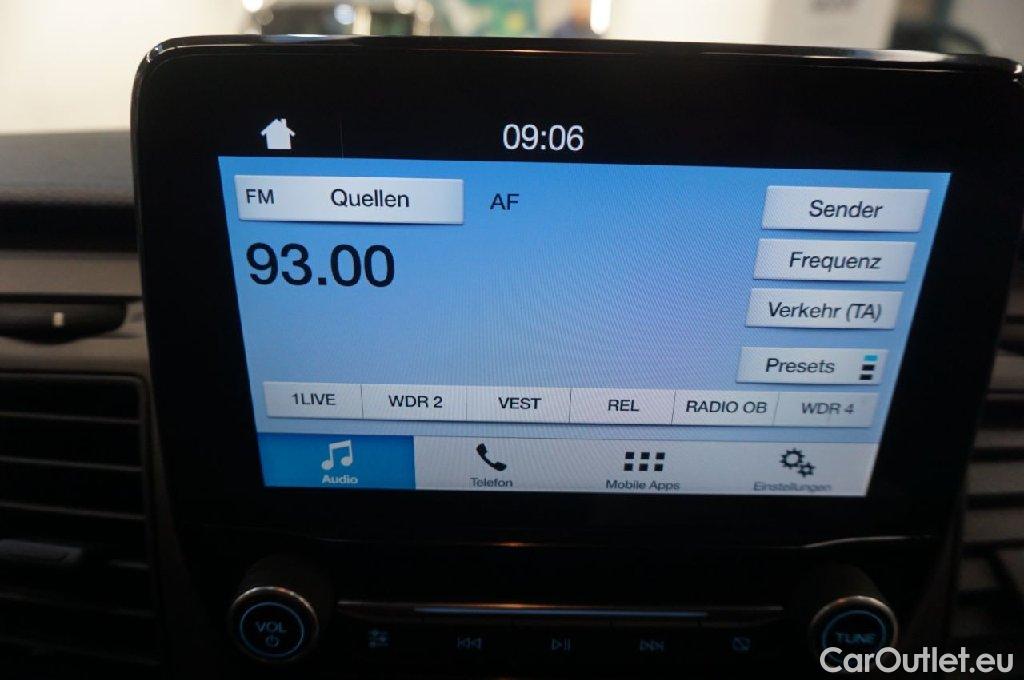 09:06
FM Quellen AF Sender
93.00
Frequenz
Verkehr (TA)
Presets
1LIVE WDR 2 VEST REL RADIO OB WDR 4
Audio Telefon Mobile Apps Einstellungen
VOL TUNE
CarOutlet.eu